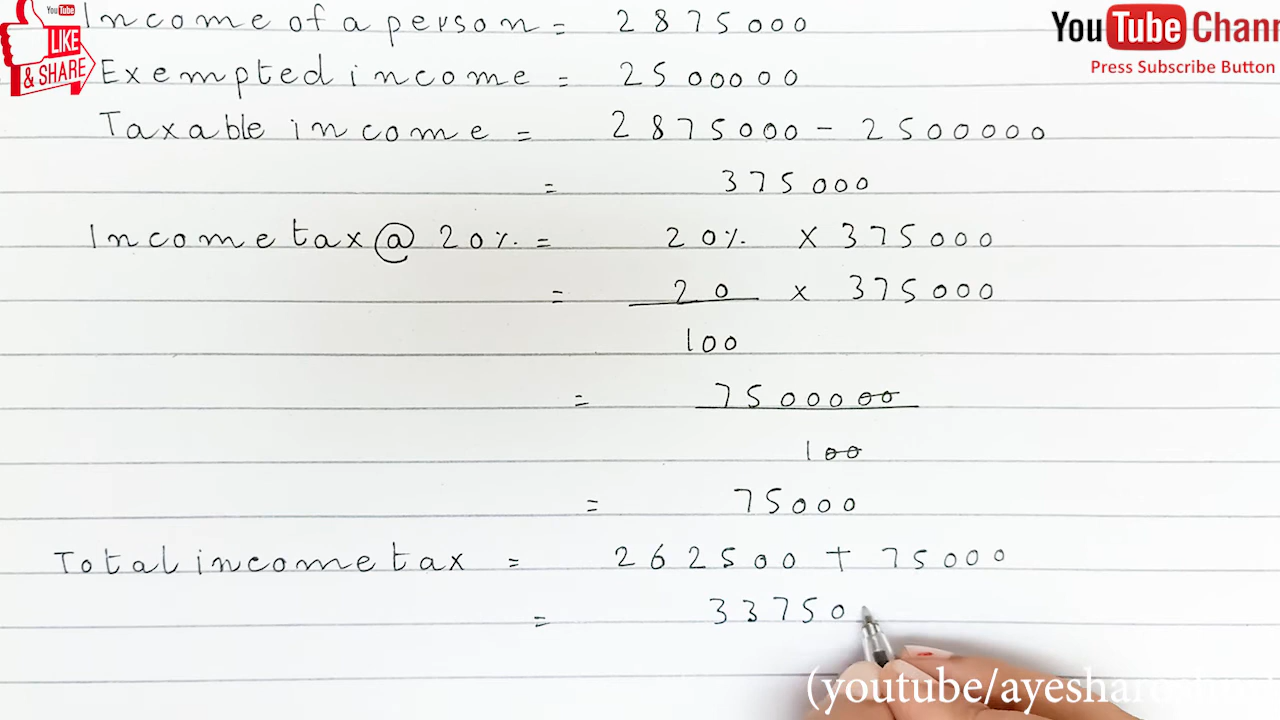 Income of a person = 2875000
Exempted income = 2500000
Taxable income = 2875000 - 2500000
= 375000
Income tax @ 20% = 20% x 375000
= 20 x 375000
100
= 7500000
100
= 75000
Total income tax = 262500 + 75000
= 33750
YouTube
LIKE
& SHARE
YouTube Chann
Press Subscribe Button